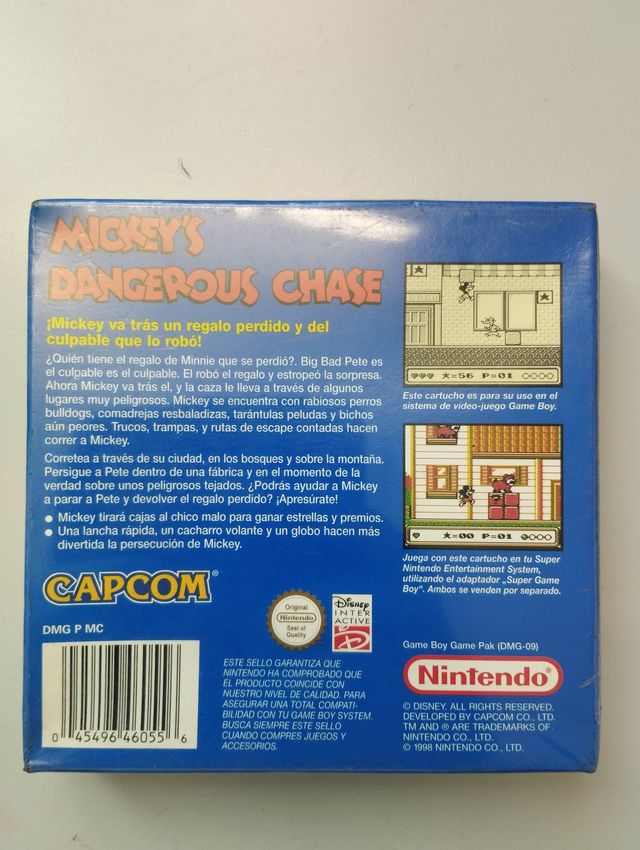 MICKEY'S
DANGEROUS CHASE
¡Mickey va trás un regalo perdido y del
culpable que lo robó!
¿Quién tiene el regalo de Minnie que se perdió?. Big Bad Pete es
el culpable es el culpable. El robó el regalo y estropeó la sorpresa.
Ahora Mickey va trás el, y la caza le lleva a través de algunos
lugares muy peligrosos. Mickey se encuentra con rabiosos perros
bulldogs, comadrejas resbaladizas, tarántulas peludas y bichos
aún peores. Trucos, trampas, y rutas de escape contadas hacen
correr a Mickey.
Corretea a través de su ciudad, en los bosques y sobre la montaña.
Persigue a Pete dentro de una fábrica y en el momento de la
verdad sobre unos peligrosos tejados. ¿Podrás ayudar a Mickey
a parar a Pete y devolver el regalo perdido? ¡Apresúrate!
● Mickey tirará cajas al chico malo para ganar estrellas y premios.
● Una lancha rápida, un cacharro volante y un globo hacen más
divertida la persecución de Mickey.
★=56 P=01
Este cartucho es para su uso en el
sistema de video-juego Game Boy.
★=00 P=01
Juega con este cartucho en tu Super
Nintendo Entertainment System,
utilizando el adaptador „Super Game
Boy". Ambos se venden por separado.
CAPCOM®
DMG P MC
0 45496 46055 6
Original
Nintendo
Seal of
Quality
Disney
INTER
ACTIVE
D
ESTE SELLO GARANTIZA QUE
NINTENDO HA COMPROBADO QUE
EL PRODUCTO COINCIDE CON
NUESTRO NIVEL DE CALIDAD. PARA
ASEGURAR UNA TOTAL COMPATI-
BILIDAD CON TU GAME BOY SYSTEM.
BUSCA SIEMPRE ESTE SELLO
CUANDO COMPRES JUEGOS Y
ACCESORIOS.
Game Boy Game Pak (DMG-09)
Nintendo®
© DISNEY. ALL RIGHTS RESERVED.
DEVELOPED BY CAPCOM CO., LTD.
TM AND ® ARE TRADEMARKS OF
NINTENDO CO., LTD.
© 1998 NINTENDO CO., LTD.